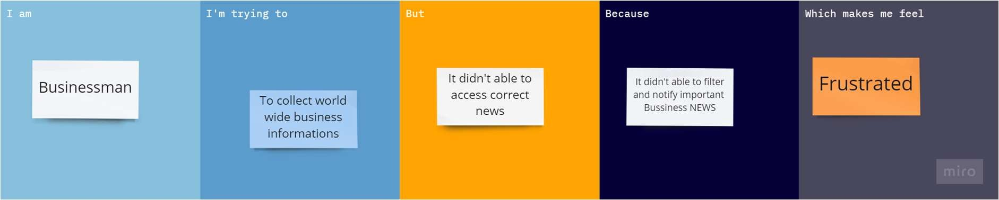 I am
Businessman
I'm trying to
To collect world
wide business
informations
But
It didn't able to
access correct
news
Because
It didn't able to filter
and notify important
Bussiness NEWS
Which makes me feel
Frustrated
miro